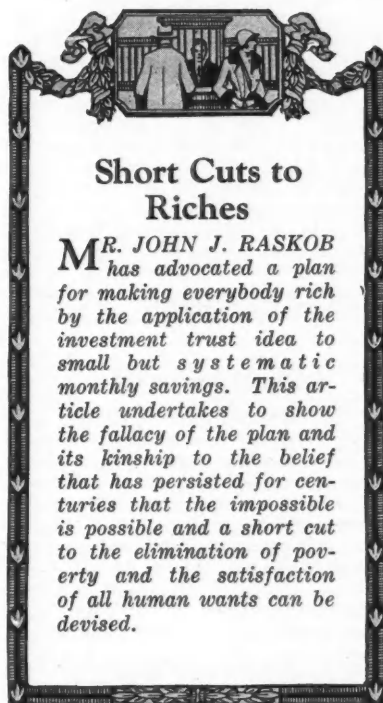 Short Cuts to
Riches
MR. JOHN J. RASKOB
has advocated a plan
for making everybody rich
by the application of the
investment trust idea to
small but systematic
monthly savings. This ar-
ticle undertakes to show
the fallacy of the plan and
its kinship to the belief
that has persisted for cen-
turies that the impossible
is possible and a short cut
to the elimination of pov-
erty and the satisfaction
of all human wants can be
devised.